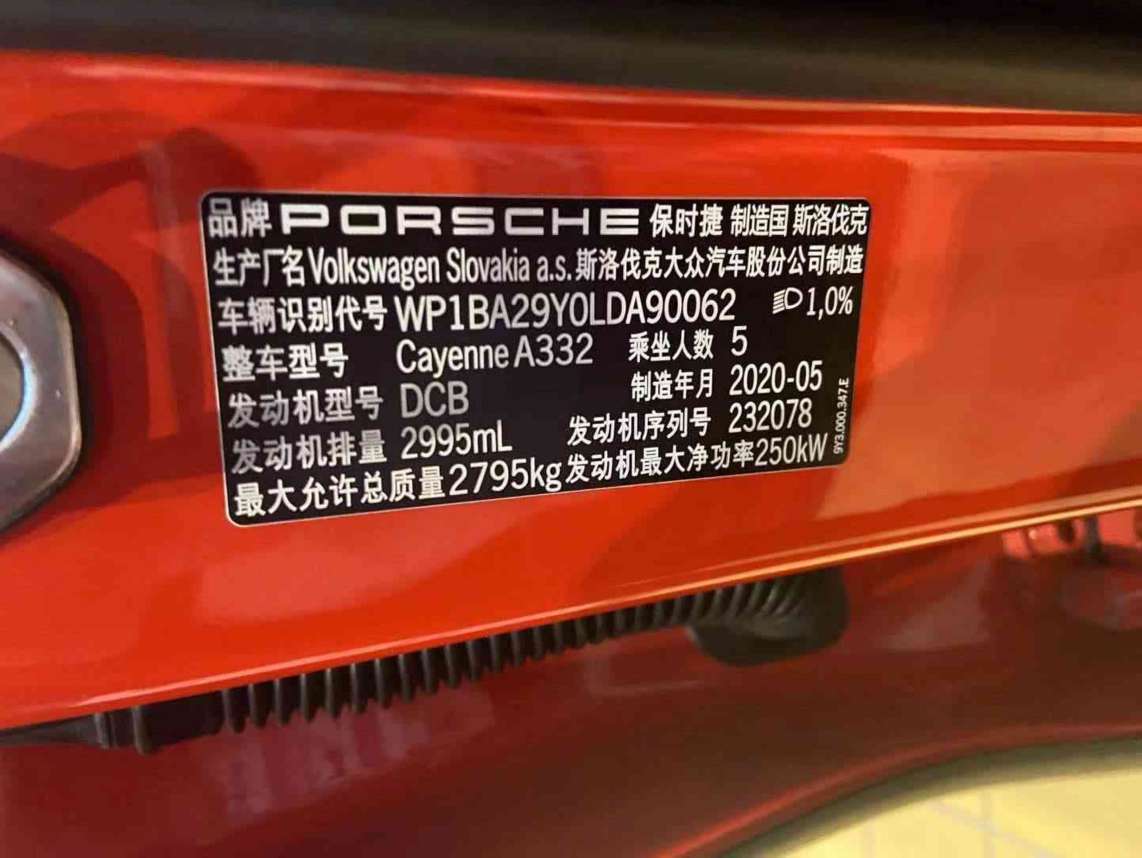 品牌 PORSCHE 保时捷 制造国 斯洛伐克
生产厂名 Volkswagen Slovakia a.s. 斯洛伐克大众汽车股份公司制造
车辆识别代号 WP1BA29Y0LDA90062 1,0%
整车型号 Cayenne A332 乘坐人数 5
发动机型号 DCB 制造年月 2020-05
发动机排量 2995mL 发动机序列号 232078
最大允许总质量 2795kg 发动机最大净功率 250kW
9Y3.000.347.E